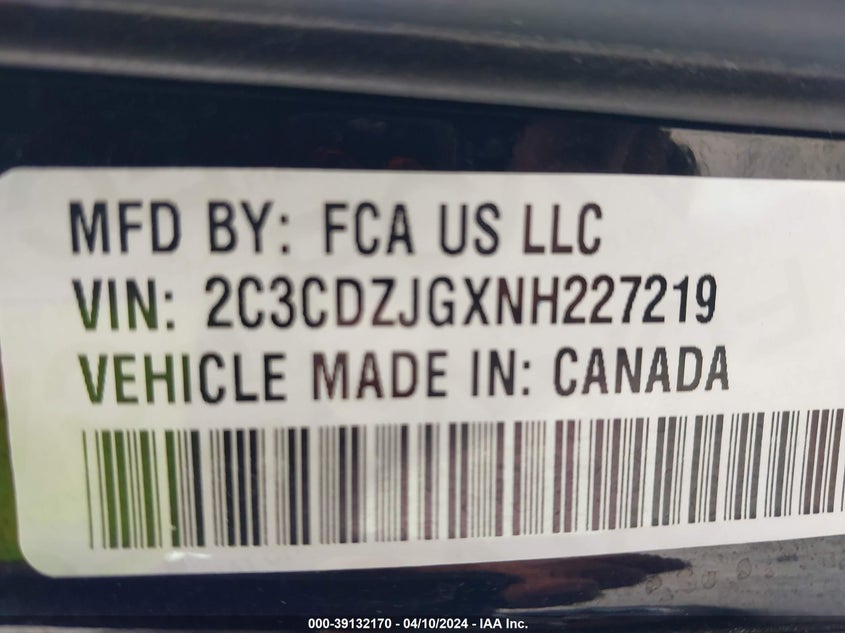 MFD BY: FCA US LLC
VIN: 2C3CDZJGXNH227219
VEHICLE MADE IN: CANADA
000-39132170 - 04/10/2024 - IAA Inc.